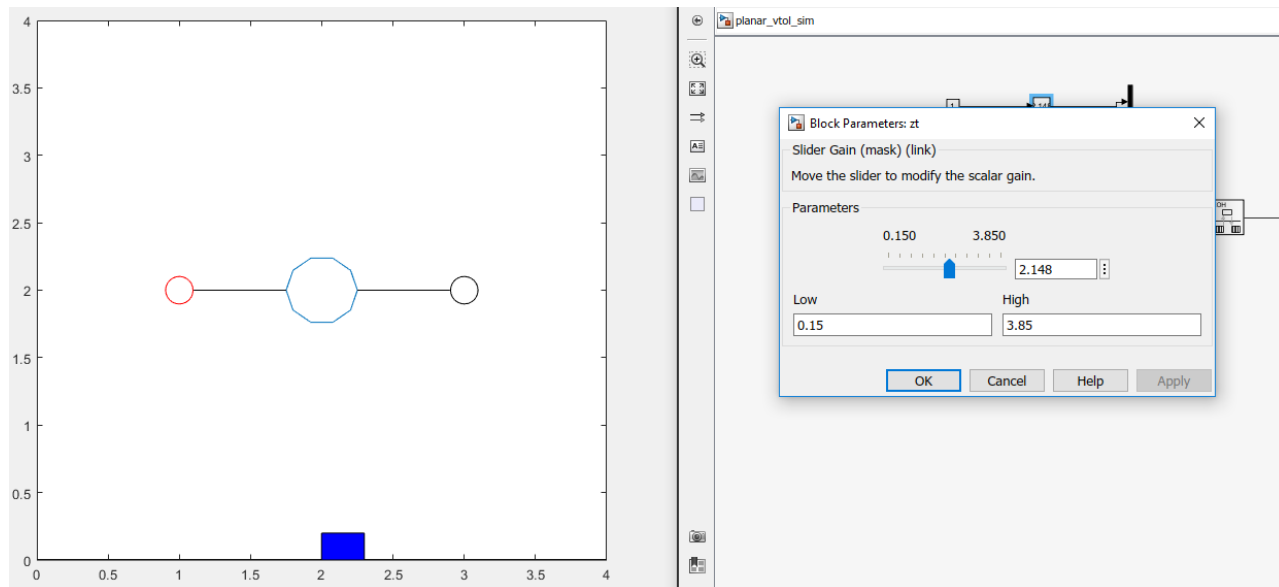 4
3.5
3
2.5
2
1.5
1
0.5
0
0 0.5 1 1.5 2 2.5 3 3.5 4
planar_vtol_sim
1
Block Parameters: zt
Slider Gain (mask) (link)
Move the slider to modify the scalar gain.
Parameters
0.150 3.850
2.148
Low High
0.15 3.85
OK Cancel Help Apply